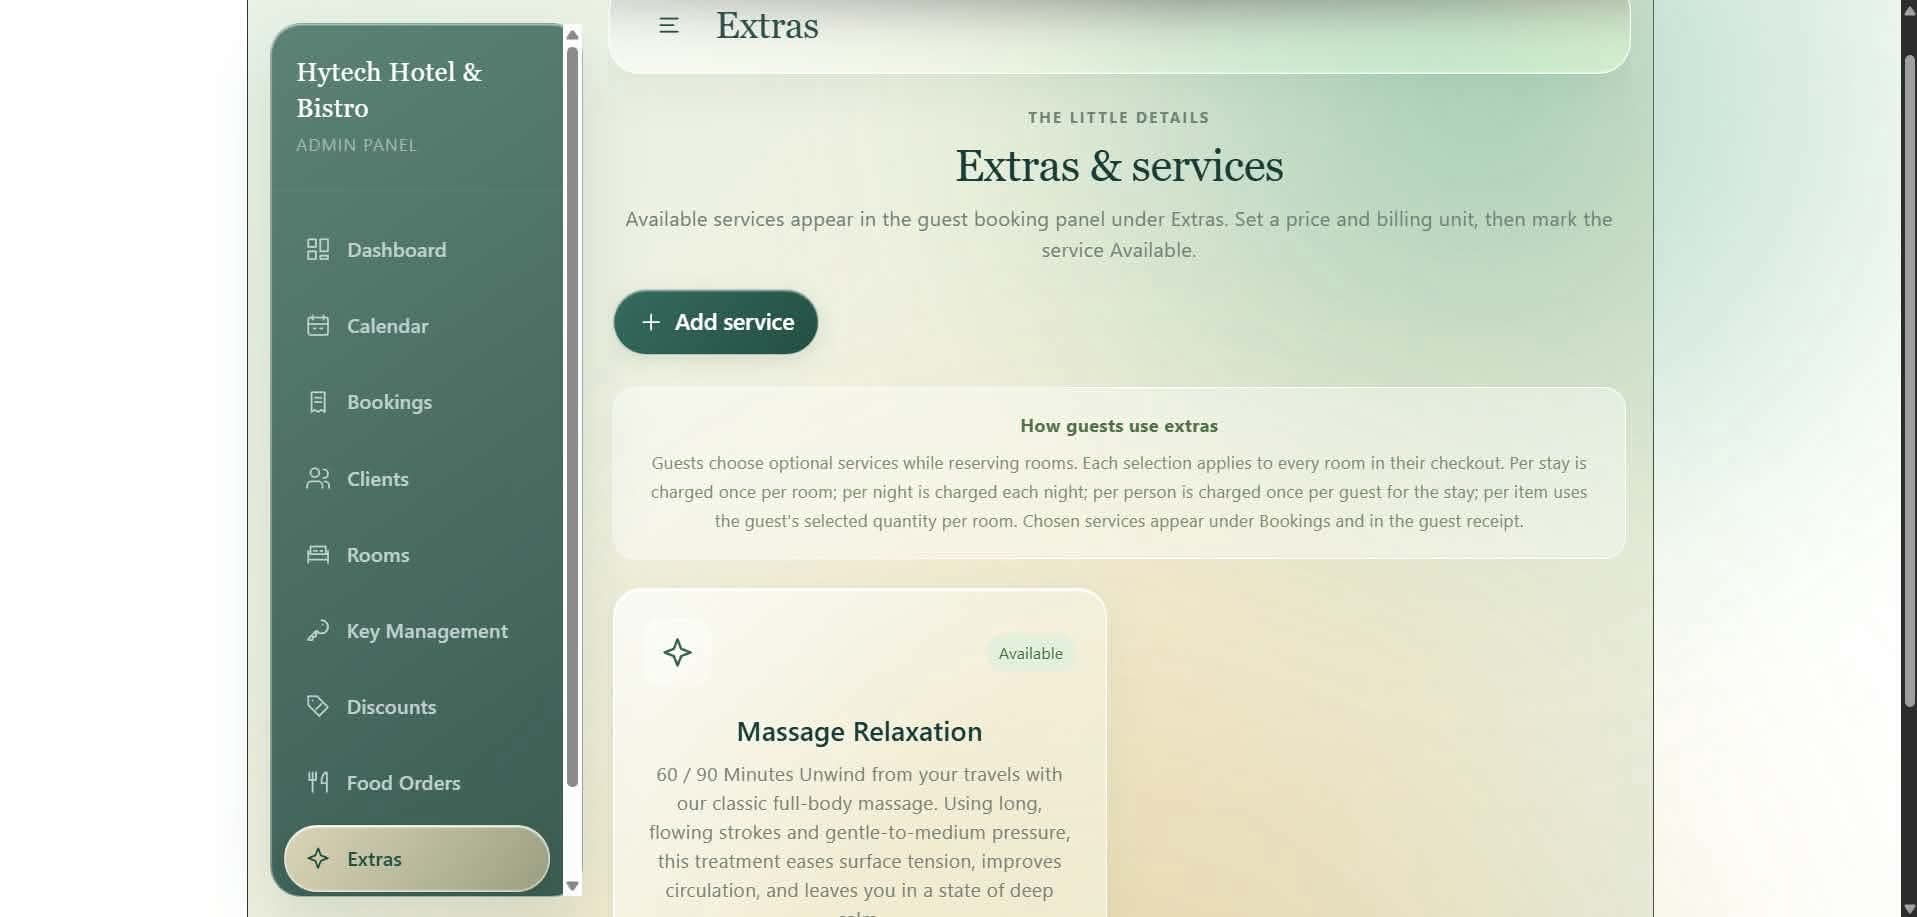 Hytech Hotel &
Bistro
ADMIN PANEL
Dashboard
Calendar
Bookings
Clients
Rooms
Key Management
Discounts
Food Orders
Extras
Extras
THE LITTLE DETAILS
Extras & services
Available services appear in the guest booking panel under Extras. Set a price and billing unit, then mark the
service Available.
Add service
How guests use extras
Guests choose optional services while reserving rooms. Each selection applies to every room in their checkout. Per stay is
charged once per room; per night is charged each night; per person is charged once per guest for the stay; per item uses
the guest's selected quantity per room. Chosen services appear under Bookings and in the guest receipt.
Available
Massage Relaxation
60 / 90 Minutes Unwind from your travels with
our classic full-body massage. Using long,
flowing strokes and gentle-to-medium pressure,
this treatment eases surface tension, improves
circulation, and leaves you in a state of deep